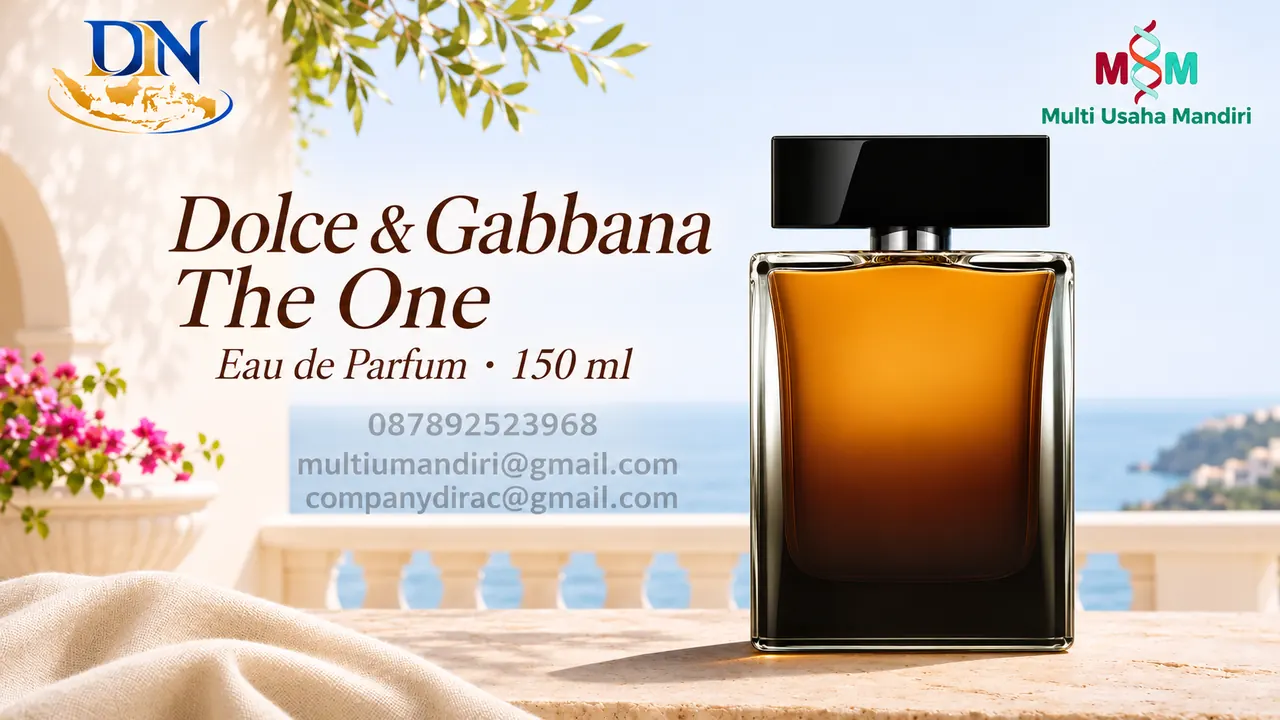 DN
MSM
Multi Usaha Mandiri
Dolce & Gabbana
The One
Eau de Parfum • 150 ml
087892523968
multiumandiri@gmail.com
companydirac@gmail.com